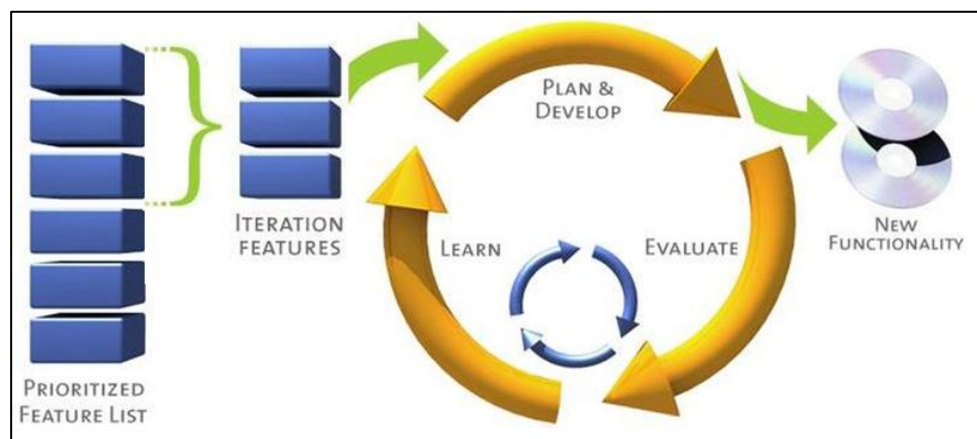 PRIORITIZED
FEATURE LIST
ITERATION
FEATURES
PLAN &
DEVELOP
LEARN
EVALUATE
NEW
FUNCTIONALITY